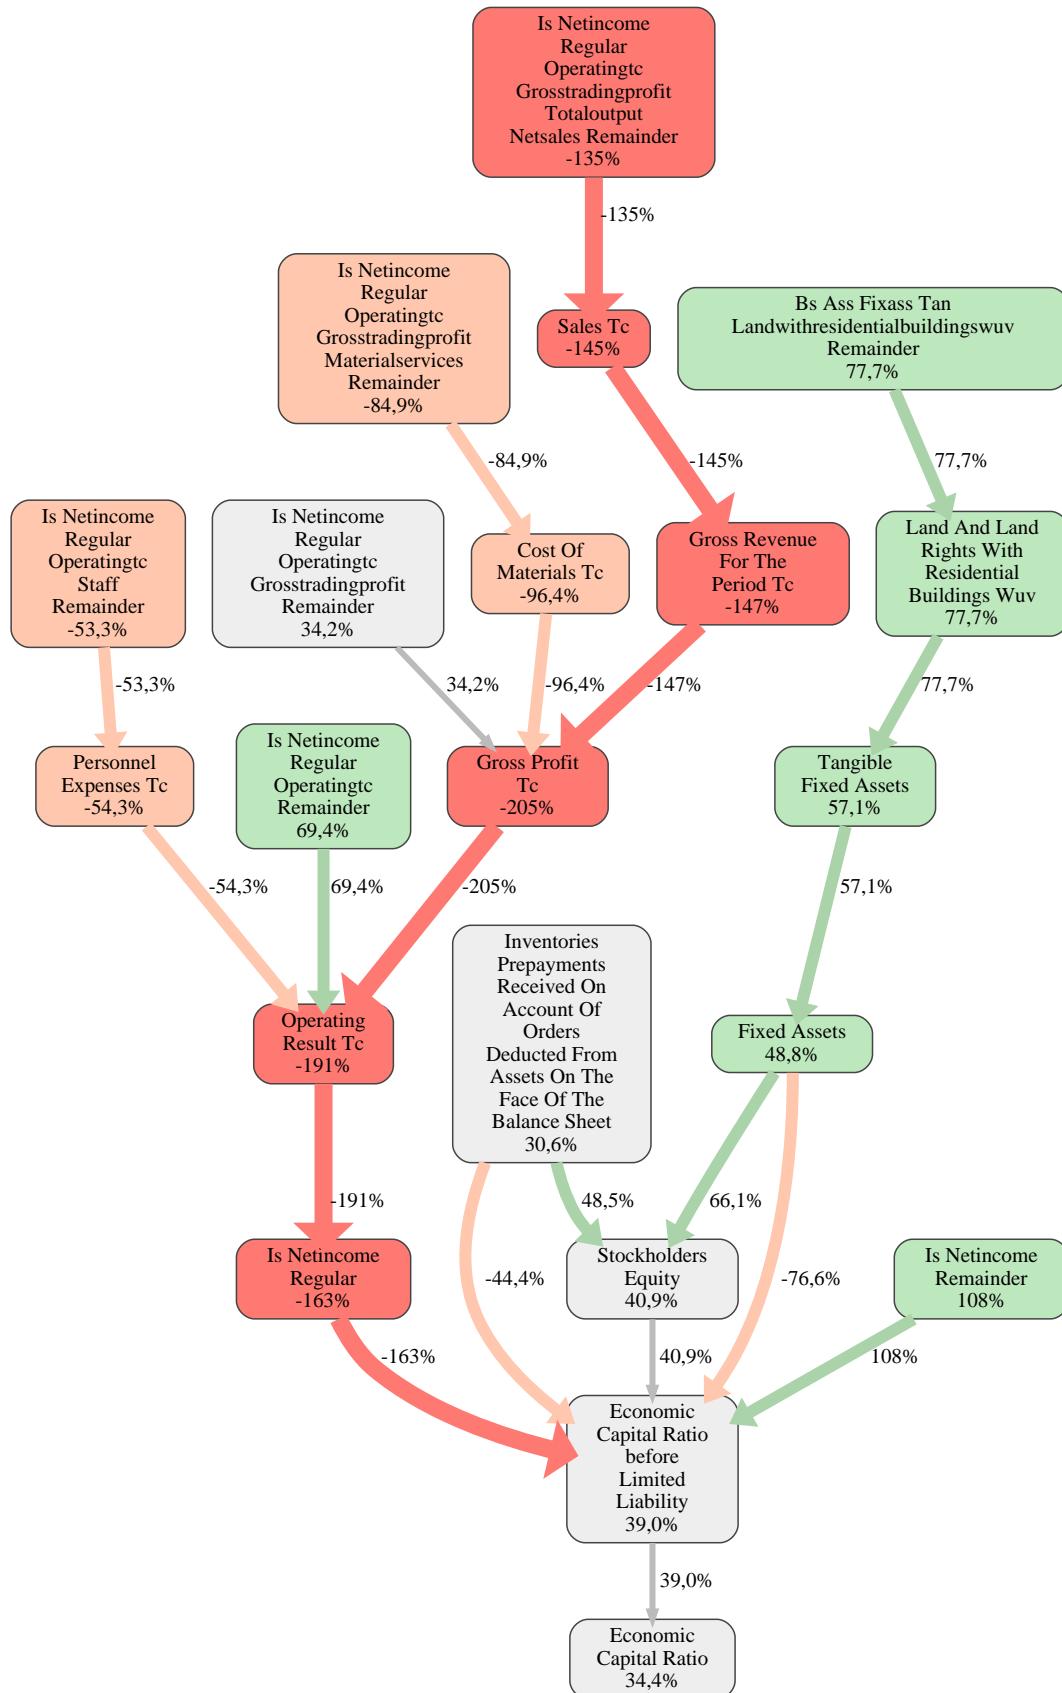 Is Netincome
Regular
Operatingtc
Grosstradingprofit
Totaloutput
Netsales Remainder
-135%
-135%
Is Netincome
Regular
Operatingtc
Grosstradingprofit
Materialservices
Remainder
-84,9%
Sales Tc
-145%
Bs Ass Fixass Tan
Landwithresidentialbuildingswuv
Remainder
77,7%
-84,9%
-145%
77,7%
Is Netincome
Regular
Operatingtc
Staff
Remainder
-53,3%
Is Netincome
Regular
Operatingtc
Grosstradingprofit
Remainder
34,2%
Cost Of
Materials Tc
-96,4%
Gross Revenue
For The
Period Tc
-147%
Land And Land
Rights With
Residential
Buildings Wuv
77,7%
-53,3%
34,2%
-96,4%
-147%
77,7%
Personnel
Expenses Tc
-54,3%
Is Netincome
Regular
Operatingtc
Remainder
69,4%
Gross Profit
Tc
-205%
Tangible
Fixed Assets
57,1%
-54,3%
69,4%
-205%
57,1%
Inventories
Prepayments
Received On
Account Of
Orders
Deducted From
Assets On The
Face Of The
Balance Sheet
30,6%
Operating
Result Tc
-191%
Fixed Assets
48,8%
-191%
48,5%
66,1%
Is Netincome
Regular
-163%
-44,4%
Stockholders
Equity
40,9%
-76,6%
Is Netincome
Remainder
108%
-163%
40,9%
108%
Economic
Capital Ratio
before
Limited
Liability
39,0%
39,0%
Economic
Capital Ratio
34,4%